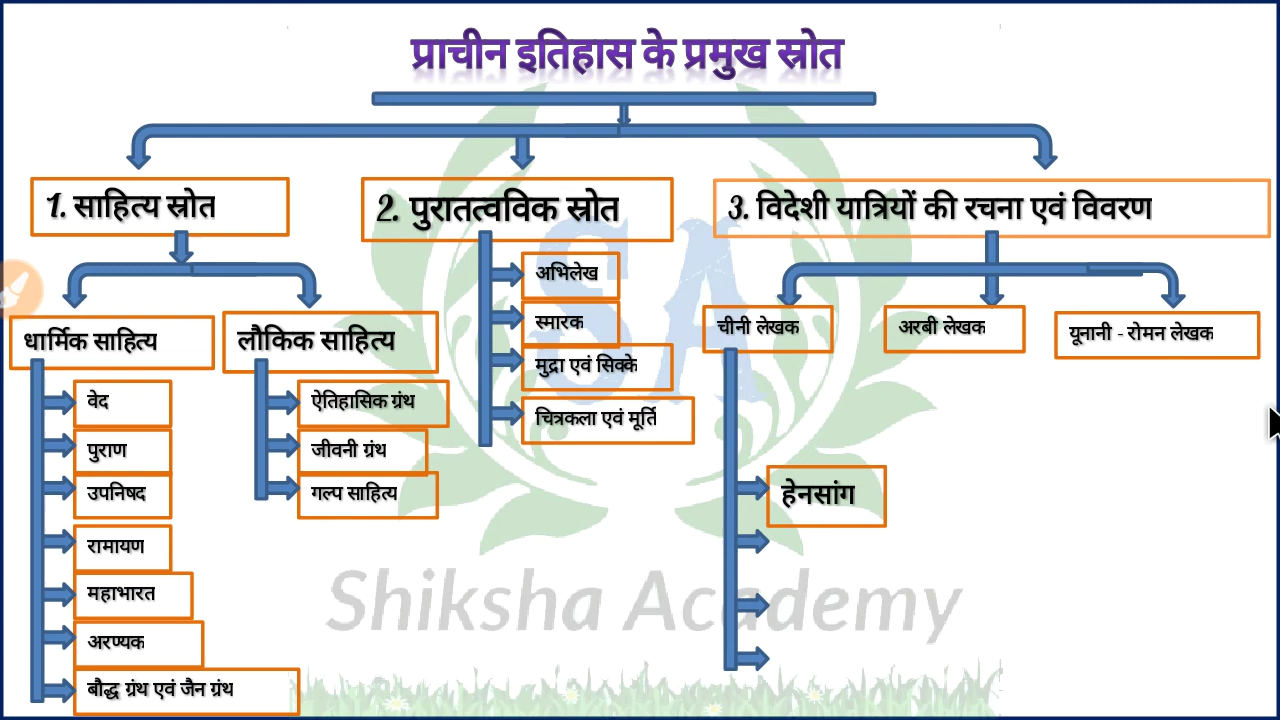 प्राचीन इतिहास के प्रमुख स्रोत
1. साहित्य स्रोत
2. पुरातत्वविक स्रोत
3. विदेशी यात्रियों की रचना एवं विवरण
धार्मिक साहित्य
वेद
पुराण
उपनिषद
रामायण
महाभारत
अरण्यक
बौद्ध ग्रंथ एवं जैन ग्रंथ
लौकिक साहित्य
ऐतिहासिक ग्रंथ
जीवनी ग्रंथ
गल्प साहित्य
अभिलेख
स्मारक
मुद्रा एवं सिक्के
चित्रकला एवं मूर्ति
चीनी लेखक
हेनसांग
अरबी लेखक
यूनानी - रोमन लेखक
SA
Shiksha Academy